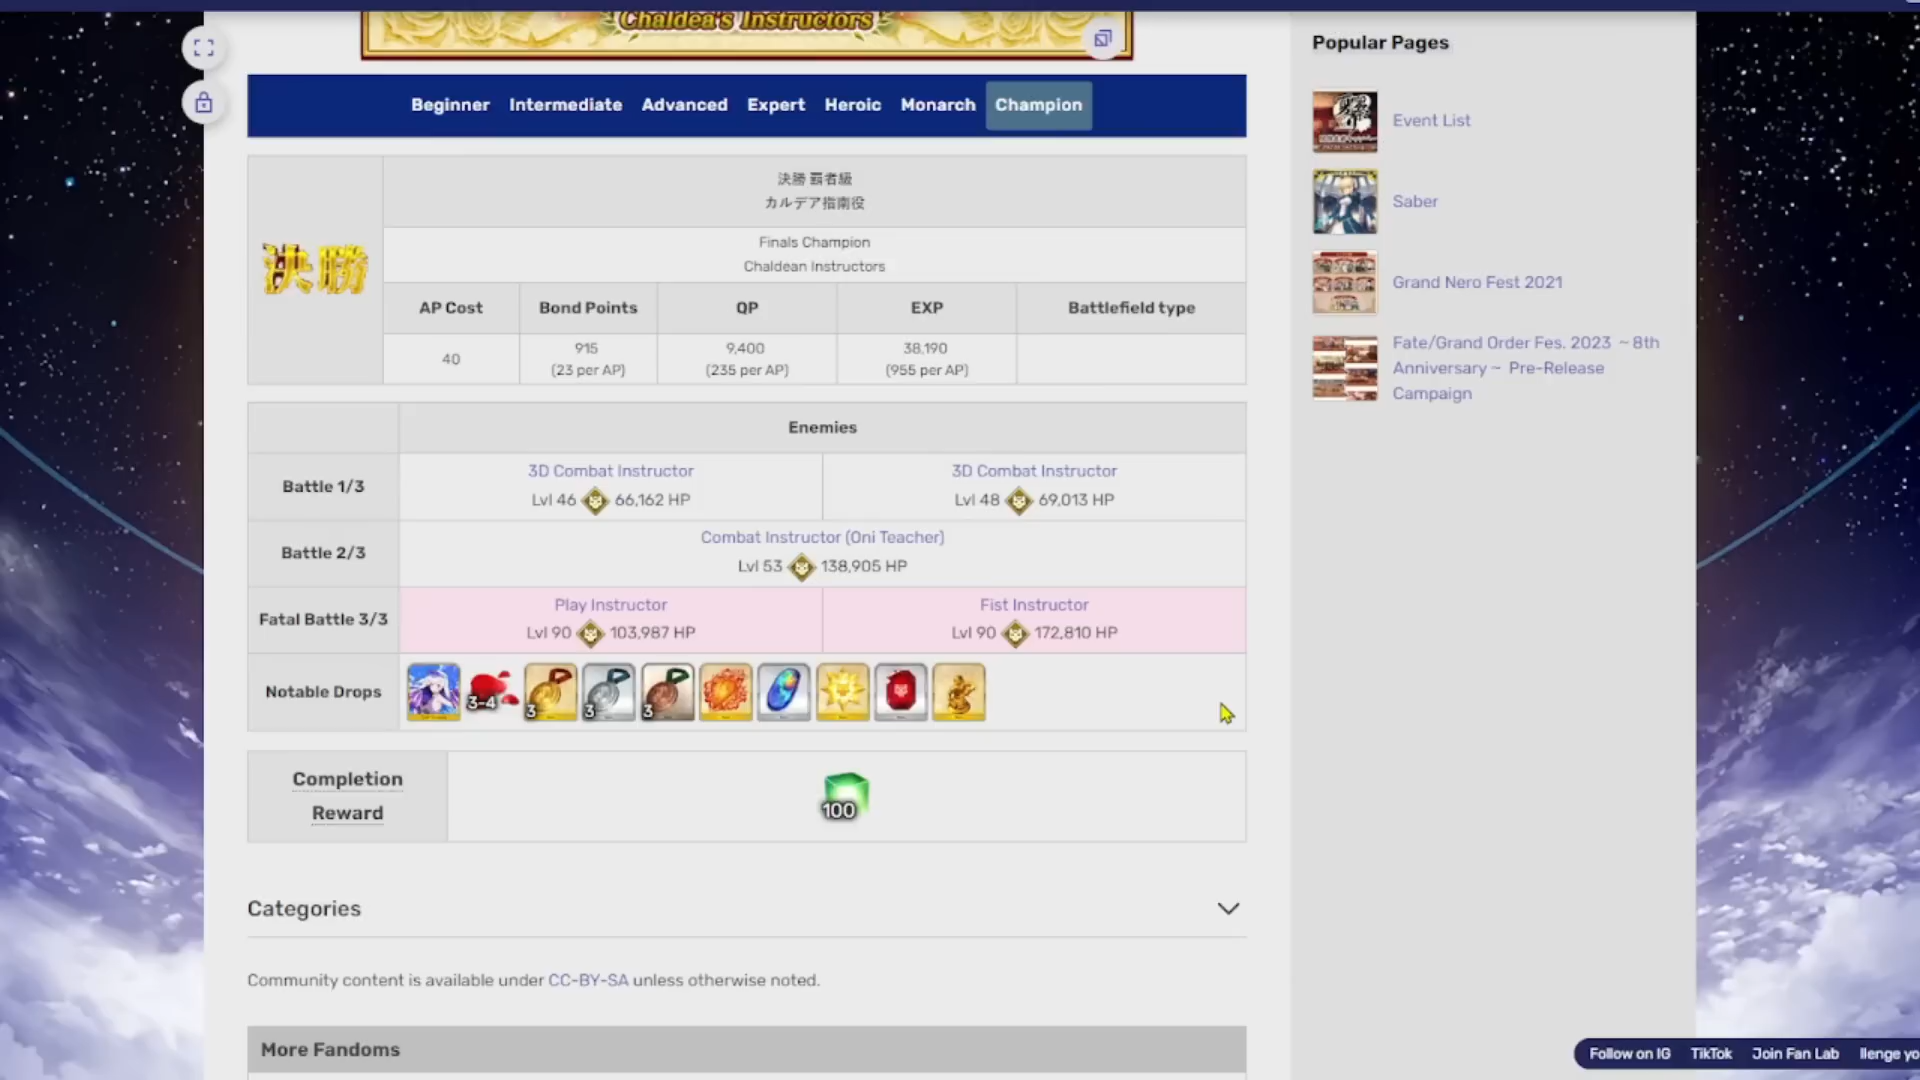 Chaldea's Instructors
Beginner Intermediate Advanced Expert Heroic Monarch Champion
決勝
決勝 覇者級
カルデア指南役
Finals Champion
Chaldean Instructors
AP Cost Bond Points QP EXP Battlefield type
40 915 (23 per AP) 9,400 (235 per AP) 38,190 (955 per AP)
Enemies
Battle 1/3
3D Combat Instructor
Lvl 46 66,162 HP
3D Combat Instructor
Lvl 48 69,013 HP
Battle 2/3
Combat Instructor (Oni Teacher)
Lvl 53 138,905 HP
Fatal Battle 3/3
Play Instructor
Lvl 90 103,987 HP
Fist Instructor
Lvl 90 172,810 HP
Notable Drops
3-4 3 3 3
Completion
Reward
100
Categories
Community content is available under CC-BY-SA unless otherwise noted.
More Fandoms
Popular Pages
Event List
Saber
Grand Nero Fest 2021
Fate/Grand Order Fes. 2023 ~8th
Anniversary~ Pre-Release
Campaign
Follow on IG TikTok Join Fan Lab llenge yo